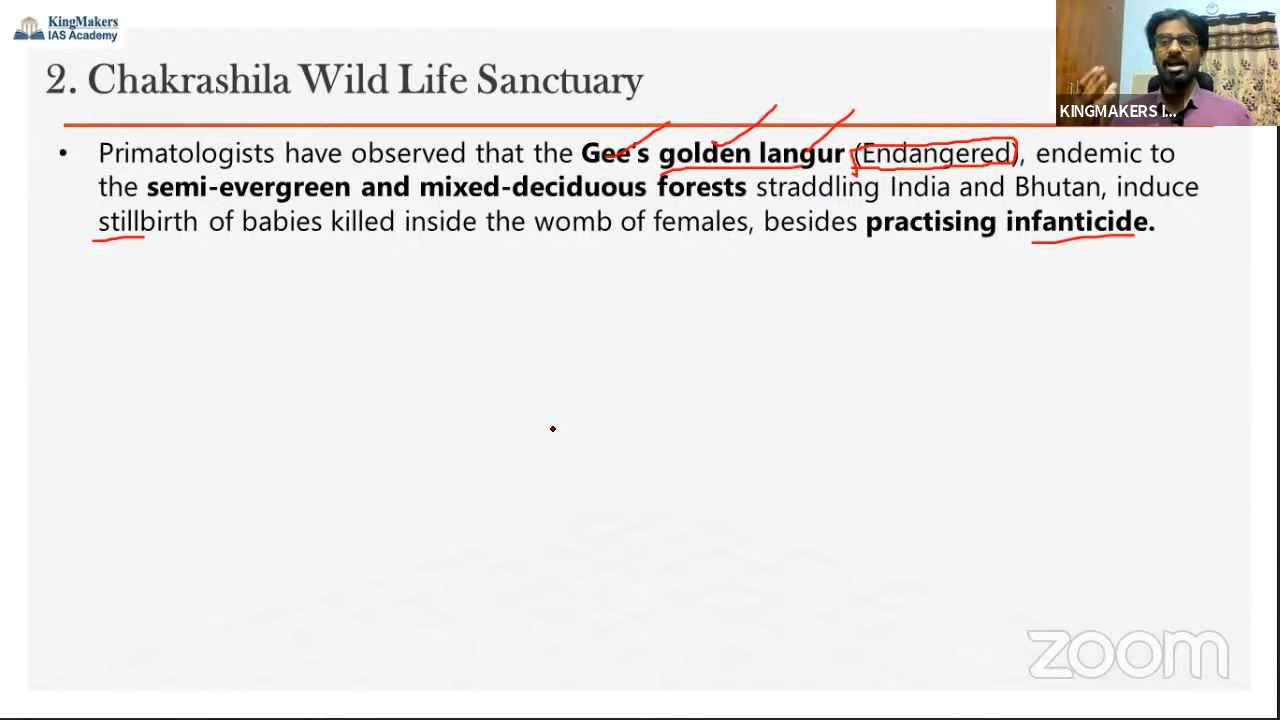 KingMakers
IAS Academy
2. Chakrashila Wild Life Sanctuary
KINGMAKERS I...
• Primatologists have observed that the Gee's golden langur (Endangered), endemic to
the semi-evergreen and mixed-deciduous forests straddling India and Bhutan, induce
stillbirth of babies killed inside the womb of females, besides practising infanticide.
zoom